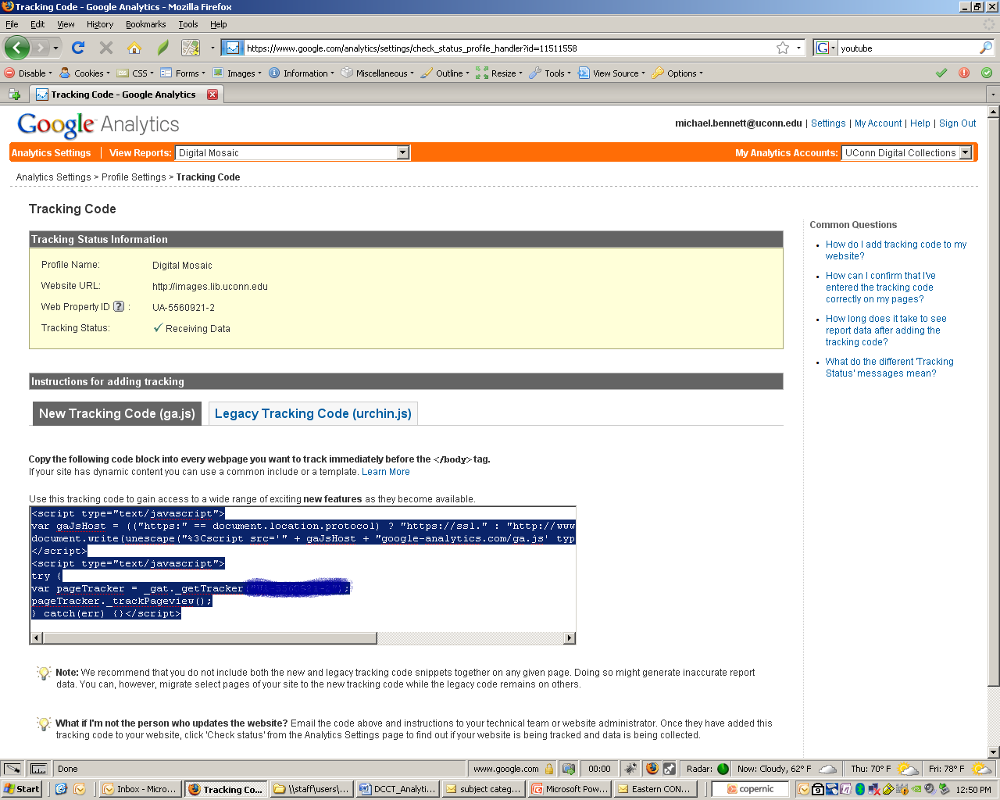 Tracking Code - Google Analytics - Mozilla Firefox
File Edit View History Bookmarks Tools Help
https://www.google.com/analytics/settings/check_status_profile_handler?id=11511558
G youtube
Disable Cookies CSS Forms Images Information Miscellaneous Outline Resize Tools View Source Options
Tracking Code - Google Analytics
Google Analytics
michael.bennett@uconn.edu | Settings | My Account | Help | Sign Out
Analytics Settings | View Reports: Digital Mosaic
My Analytics Accounts: UConn Digital Collections
Analytics Settings > Profile Settings > Tracking Code
Tracking Code
Tracking Status Information
Profile Name: Digital Mosaic
Website URL: http://images.lib.uconn.edu
Web Property ID ? : UA-5560921-2
Tracking Status: Receiving Data
Common Questions
• How do I add tracking code to my
website?
• How can I confirm that I've
entered the tracking code
correctly on my pages?
• How long does it take to see
report data after adding the
tracking code?
• What do the different 'Tracking
Status' messages mean?
Instructions for adding tracking
New Tracking Code (ga.js) Legacy Tracking Code (urchin.js)
Copy the following code block into every webpage you want to track immediately before the </body> tag.
If your site has dynamic content you can use a common include or a template. Learn More
Use this tracking code to gain access to a wide range of exciting new features as they become available.
<script type="text/javascript">
var gaJsHost = (("https:" == document.location.protocol) ? "https://ssl." : "http://www
document.write(unescape("%3Cscript src='" + gaJsHost + "google-analytics.com/ga.js' typ
</script>
<script type="text/javascript">
try {
var pageTracker = _gat._getTracker
pageTracker._trackPageview();
} catch(err) {}</script>
Note: We recommend that you do not include both the new and legacy tracking code snippets together on any given page. Doing so might generate inaccurate report
data. You can, however, migrate select pages of your site to the new tracking code while the legacy code remains on others.
What if I'm not the person who updates the website? Email the code above and instructions to your technical team or website administrator. Once they have added this
tracking code to your website, click 'Check status' from the Analytics Settings page to find out if your website is being tracked and data is being collected.
Done www.google.com 00:00 Radar: Now: Cloudy, 62° F Thu: 70° F Fri: 78° F
Start Inbox - Micro... Tracking Co... \\staff\users\... DCCT_Analyti... subject categ... Microsoft Pow... Eastern CON... copernic 12:50 PM